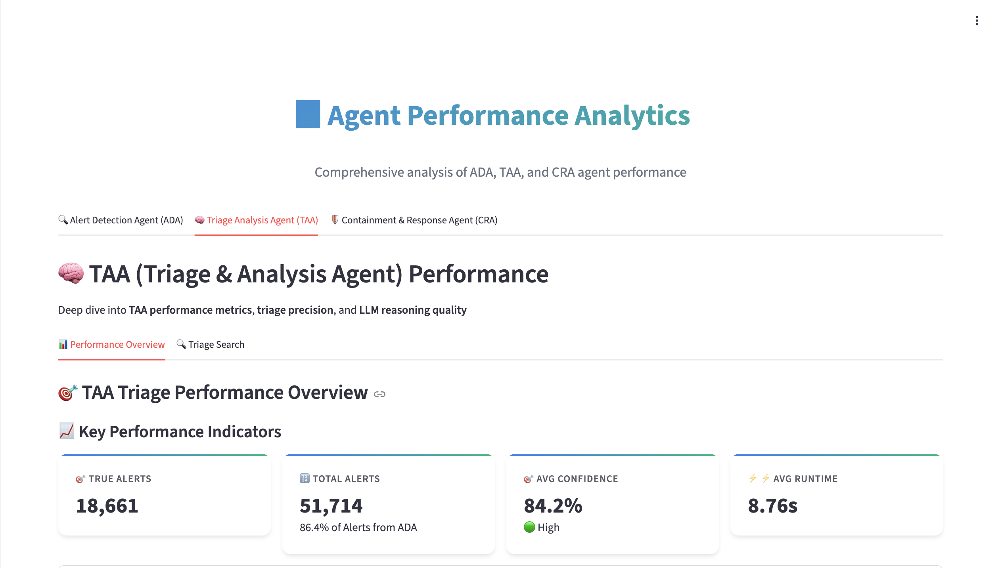 Agent Performance Analytics
Comprehensive analysis of ADA, TAA, and CRA agent performance
🔍 Alert Detection Agent (ADA) 🧠 Triage Analysis Agent (TAA) 🛡️ Containment & Response Agent (CRA)
🧠 TAA (Triage & Analysis Agent) Performance
Deep dive into TAA performance metrics, triage precision, and LLM reasoning quality
📊 Performance Overview 🔍 Triage Search
🎯 TAA Triage Performance Overview
📈 Key Performance Indicators
🎯 TRUE ALERTS
18,661
🔢 TOTAL ALERTS
51,714
86.4% of Alerts from ADA
🎯 AVG CONFIDENCE
84.2%
🟢 High
⚡ ⚡ AVG RUNTIME
8.76s